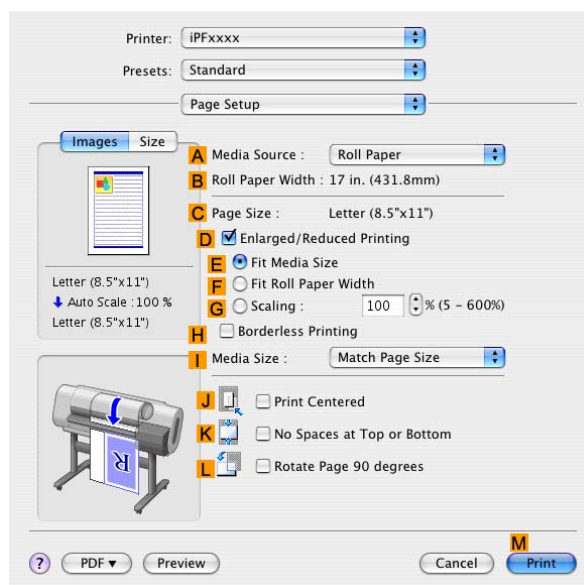 Printer: iPFxxxx
Presets: Standard
Page Setup
Images Size
A Media Source : Roll Paper
B Roll Paper Width : 17 in. (431.8mm)
C Page Size : Letter (8.5"x11")
D Enlarged/Reduced Printing
E Fit Media Size
F Fit Roll Paper Width
G Scaling : 100 % (5 - 600%)
H Borderless Printing
I Media Size : Match Page Size
Letter (8.5"x11")
Auto Scale :100 %
Letter (8.5"x11")
J Print Centered
K No Spaces at Top or Bottom
L Rotate Page 90 degrees
R
M
? PDF▼ Preview Cancel Print